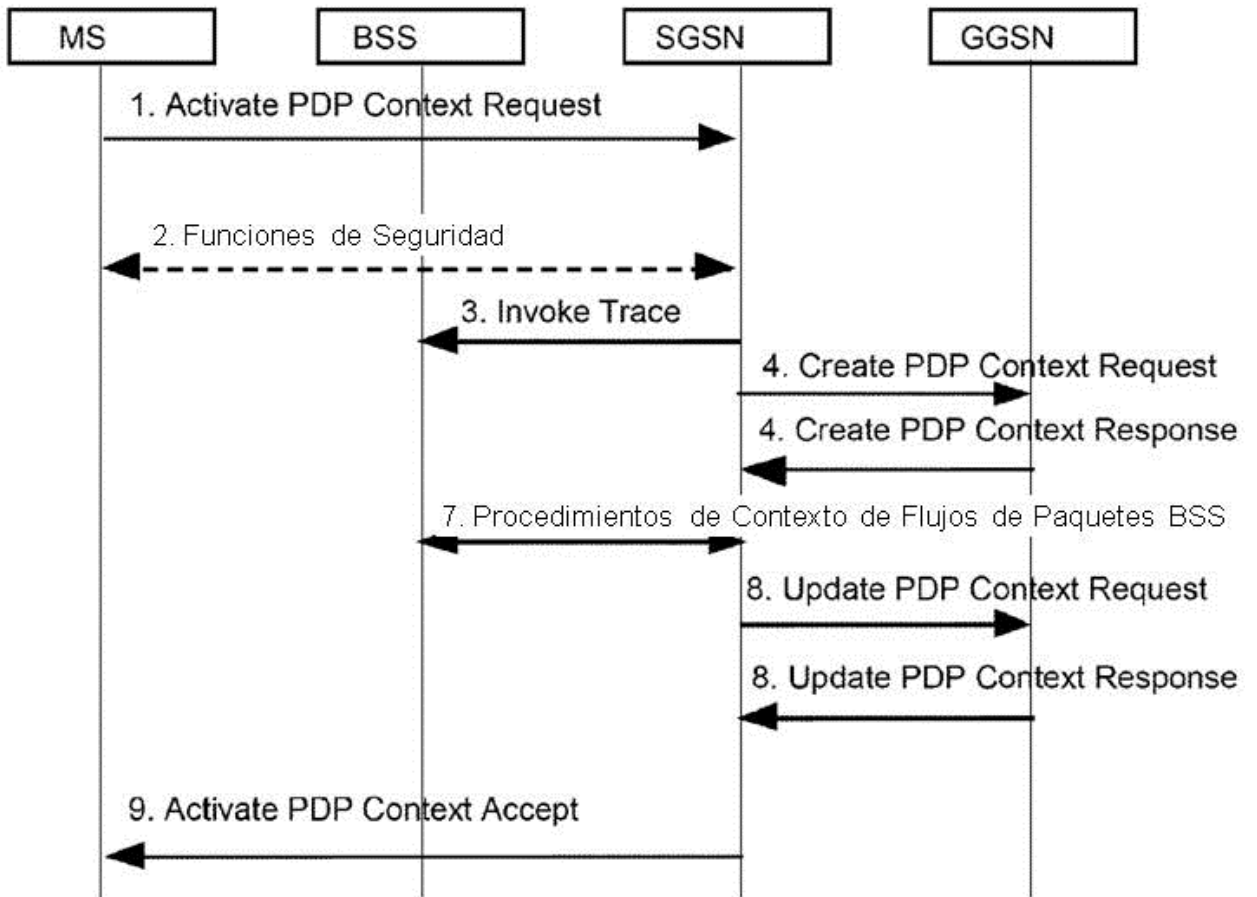 MS
BSS
SGSN
GGSN
1. Activate PDP Context Request
2. Funciones de Seguridad
3. Invoke Trace
4. Create PDP Context Request
4. Create PDP Context Response
7. Procedimientos de Contexto de Flujos de Paquetes BSS
8. Update PDP Context Request
8. Update PDP Context Response
9. Activate PDP Context Accept